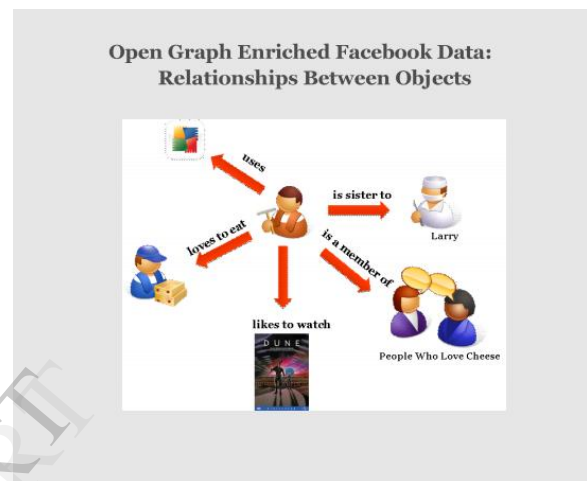 Open Graph Enriched Facebook Data:
Relationships Between Objects
uses
is sister to
Larry
loves to eat
is a member of
likes to watch
DUNE
People Who Love Cheese